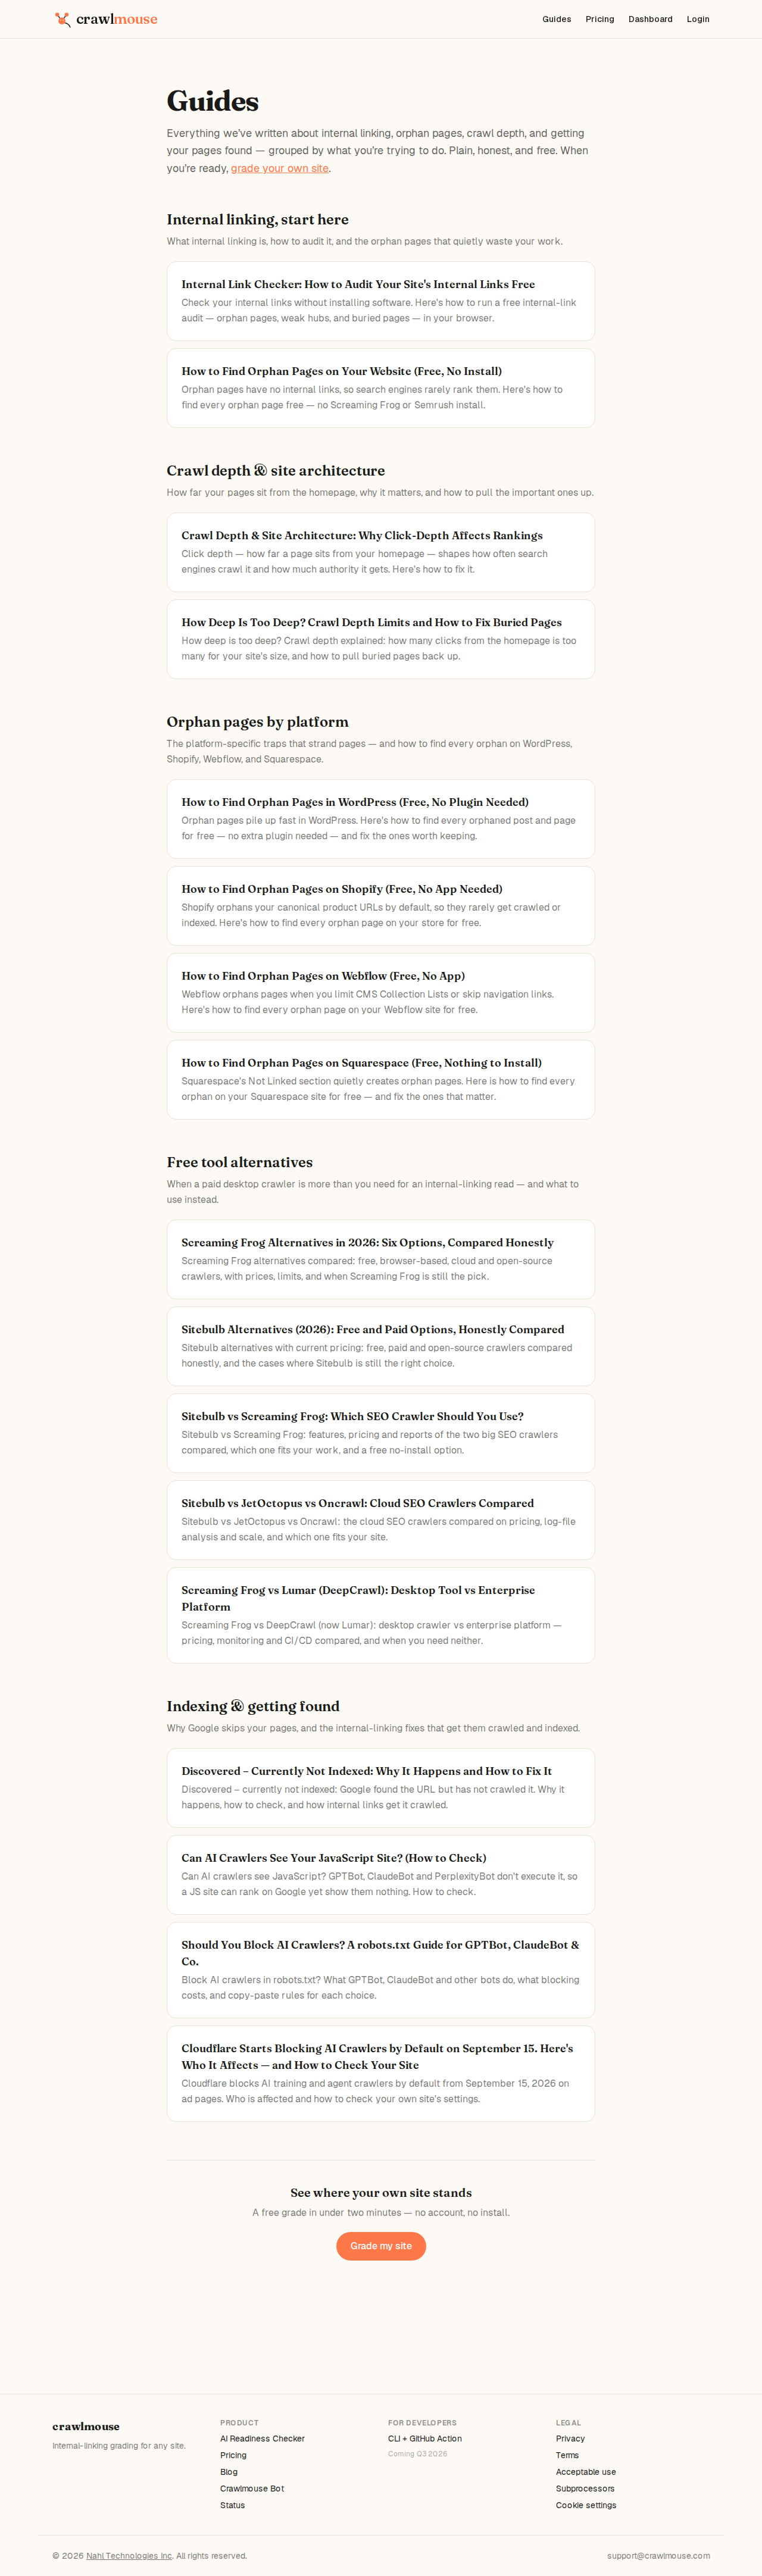 crawlmouse
Guides
Pricing
Dashboard
Login
Guides
Everything we've written about internal linking, orphan pages, crawl depth, and getting
your pages found — grouped by what you're trying to do. Plain, honest, and free. When
you're ready, grade your own site.
Internal linking, start here
What internal linking is, how to audit it, and the orphan pages that quietly waste your work.
Internal Link Checker: How to Audit Your Site's Internal Links Free
Check your internal links without installing software. Here's how to run a free internal-link
audit — orphan pages, weak hubs, and buried pages — in your browser.
How to Find Orphan Pages on Your Website (Free, No Install)
Orphan pages have no internal links, so search engines rarely rank them. Here's how to
find every orphan page free — no Screaming Frog or Semrush install.
Crawl depth & site architecture
How far your pages sit from the homepage, why it matters, and how to pull the important ones up.
Crawl Depth & Site Architecture: Why Click-Depth Affects Rankings
Click depth — how far a page sits from your homepage — shapes how often search
engines crawl it and how much authority it gets. Here's how to fix it.
How Deep Is Too Deep? Crawl Depth Limits and How to Fix Buried Pages
How deep is too deep? Crawl depth explained: how many clicks from the homepage is too
many for your site's size, and how to pull buried pages back up.
Orphan pages by platform
The platform-specific traps that strand pages — and how to find every orphan on WordPress,
Shopify, Webflow, and Squarespace.
How to Find Orphan Pages in WordPress (Free, No Plugin Needed)
Orphan pages pile up fast in WordPress. Here's how to find every orphaned post and page
for free — no extra plugin needed — and fix the ones worth keeping.
How to Find Orphan Pages on Shopify (Free, No App Needed)
Shopify orphans your canonical product URLs by default, so they rarely get crawled or
indexed. Here's how to find every orphan page on your store for free.
How to Find Orphan Pages on Webflow (Free, No App)
Webflow orphans pages when you limit CMS Collection Lists or skip navigation links.
Here's how to find every orphan page on your Webflow site for free.
How to Find Orphan Pages on Squarespace (Free, Nothing to Install)
Squarespace's Not Linked section quietly creates orphan pages. Here is how to find every
orphan on your Squarespace site for free — and fix the ones that matter.
Free tool alternatives
When a paid desktop crawler is more than you need for an internal-linking read — and what to
use instead.
Screaming Frog Alternatives in 2026: Six Options, Compared Honestly
Screaming Frog alternatives compared: free, browser-based, cloud and open-source
crawlers, with prices, limits, and when Screaming Frog is still the pick.
Sitebulb Alternatives (2026): Free and Paid Options, Honestly Compared
Sitebulb alternatives with current pricing: free, paid and open-source crawlers compared
honestly, and the cases where Sitebulb is still the right choice.
Sitebulb vs Screaming Frog: Which SEO Crawler Should You Use?
Sitebulb vs Screaming Frog: features, pricing and reports of the two big SEO crawlers
compared, which one fits your work, and a free no-install option.
Sitebulb vs JetOctopus vs Oncrawl: Cloud SEO Crawlers Compared
Sitebulb vs JetOctopus vs Oncrawl: the cloud SEO crawlers compared on pricing, log-file
analysis and scale, and which one fits your site.
Screaming Frog vs Lumar (DeepCrawl): Desktop Tool vs Enterprise
Platform
Screaming Frog vs DeepCrawl (now Lumar): desktop crawler vs enterprise platform —
pricing, monitoring and CI/CD compared, and when you need neither.
Indexing & getting found
Why Google skips your pages, and the internal-linking fixes that get them crawled and indexed.
Discovered – Currently Not Indexed: Why It Happens and How to Fix It
Discovered – currently not indexed: Google found the URL but has not crawled it. Why it
happens, how to check, and how internal links get it crawled.
Can AI Crawlers See Your JavaScript Site? (How to Check)
Can AI crawlers see JavaScript? GPTBot, ClaudeBot and PerplexityBot don't execute it, so
a JS site can rank on Google yet show them nothing. How to check.
Should You Block AI Crawlers? A robots.txt Guide for GPTBot, ClaudeBot &
Co.
Block AI crawlers in robots.txt? What GPTBot, ClaudeBot and other bots do, what blocking
costs, and copy-paste rules for each choice.
Cloudflare Starts Blocking AI Crawlers by Default on September 15. Here's
Who It Affects — and How to Check Your Site
Cloudflare blocks AI training and agent crawlers by default from September 15, 2026 on
ad pages. Who is affected and how to check your own site's settings.
See where your own site stands
A free grade in under two minutes — no account, no install.
Grade my site
crawlmouse
Internal-linking grading for any site.
PRODUCT
AI Readiness Checker
Pricing
Blog
Crawlmouse Bot
Status
FOR DEVELOPERS
CLI + GitHub Action
Coming Q3 2026
LEGAL
Privacy
Terms
Acceptable use
Subprocessors
Cookie settings
© 2026 Nahl Technologies Inc. All rights reserved.
support@crawlmouse.com